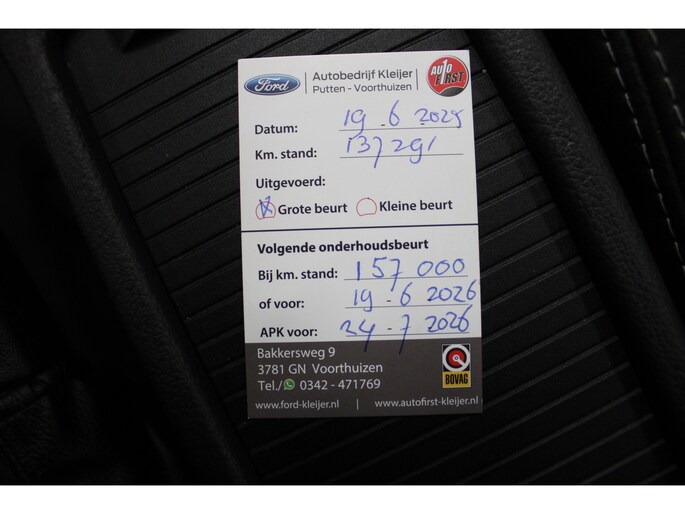 Ford
Autobedrijf Kleijer
Putten - Voorthuizen
AUTO FIRST
Datum: 19 - 6 2025
Km. stand: 137291
Uitgevoerd:
Grote beurt Kleine beurt
Volgende onderhoudsbeurt
Bij km. stand: 157 000
of voor: 19 - 6 2026
APK voor: - 7 2026
Bakkersweg 9
3781 GN Voorthuizen
Tel./ 0342 - 471769
BOVAG
www.ford-kleijer.nl | www.autofirst-kleijer.nl